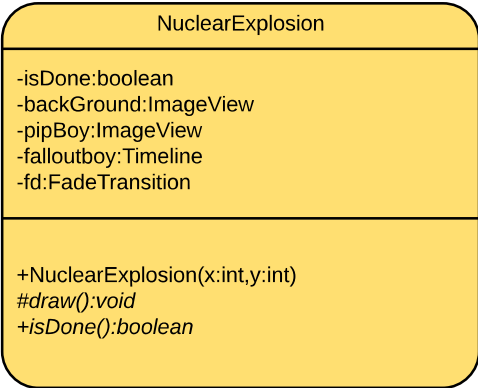 NuclearExplosion
-isDone:boolean
-backGround:ImageView
-pipBoy:ImageView
-falloutboy:Timeline
-fd:FadeTransition
+NuclearExplosion(x:int,y:int)
#draw():void
+isDone():boolean